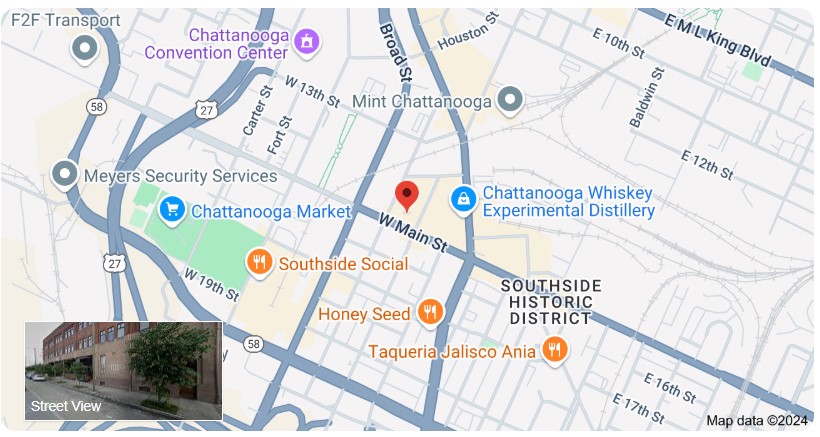 F2F Transport
Chattanooga
Convention Center
Broad St
Houston St
W Main St
E M L King Blvd
E 10th St
Baldwin St
W 13th St
Mint Chattanooga
58
27
Carter St
Fort St
E 12th St
Meyers Security Services
Chattanooga Market
Chattanooga Whiskey
Experimental Distillery
W Main St
27
W 19th St
Southside Social
SOUTHSIDE
HISTORIC
DISTRICT
Honey Seed
58
y
Taqueria Jalisco Ania
E 16th St
E 17th St
Street View
Map data ©2024